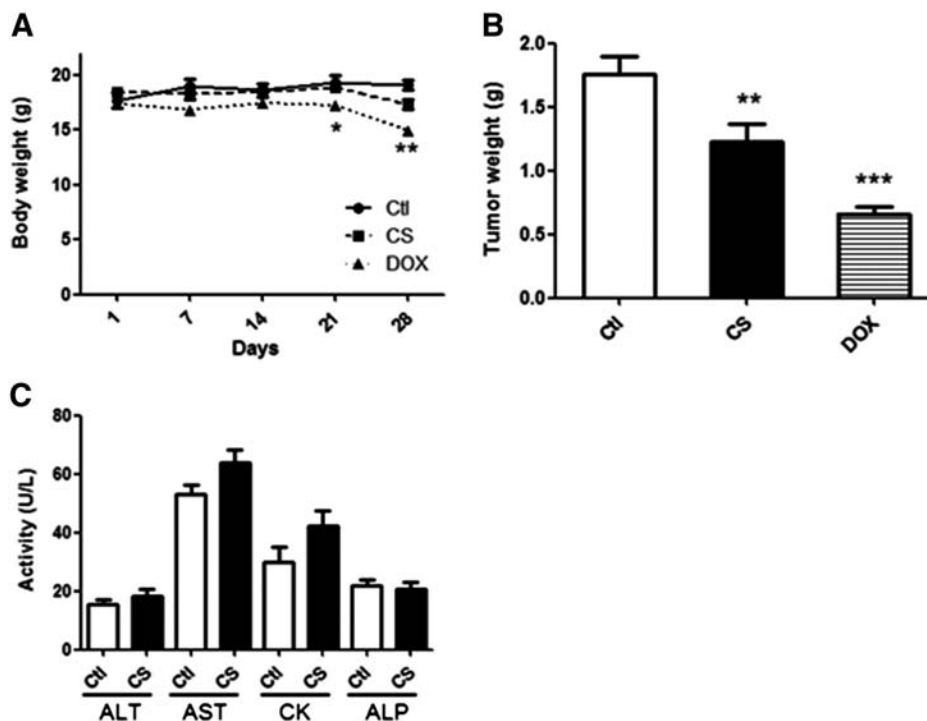 A
Body weight (g)
20
15
10
5
0
*
**
Ctl
CS
DOX
1 7 14 21 28
Days
B
Tumor weight (g)
2.0
1.5
1.0
0.5
0.0
**
***
Ctl CS DOX
C
Activity (U/L)
80
60
40
20
0
Ctl CS Ctl CS Ctl CS Ctl CS
ALT AST CK ALP